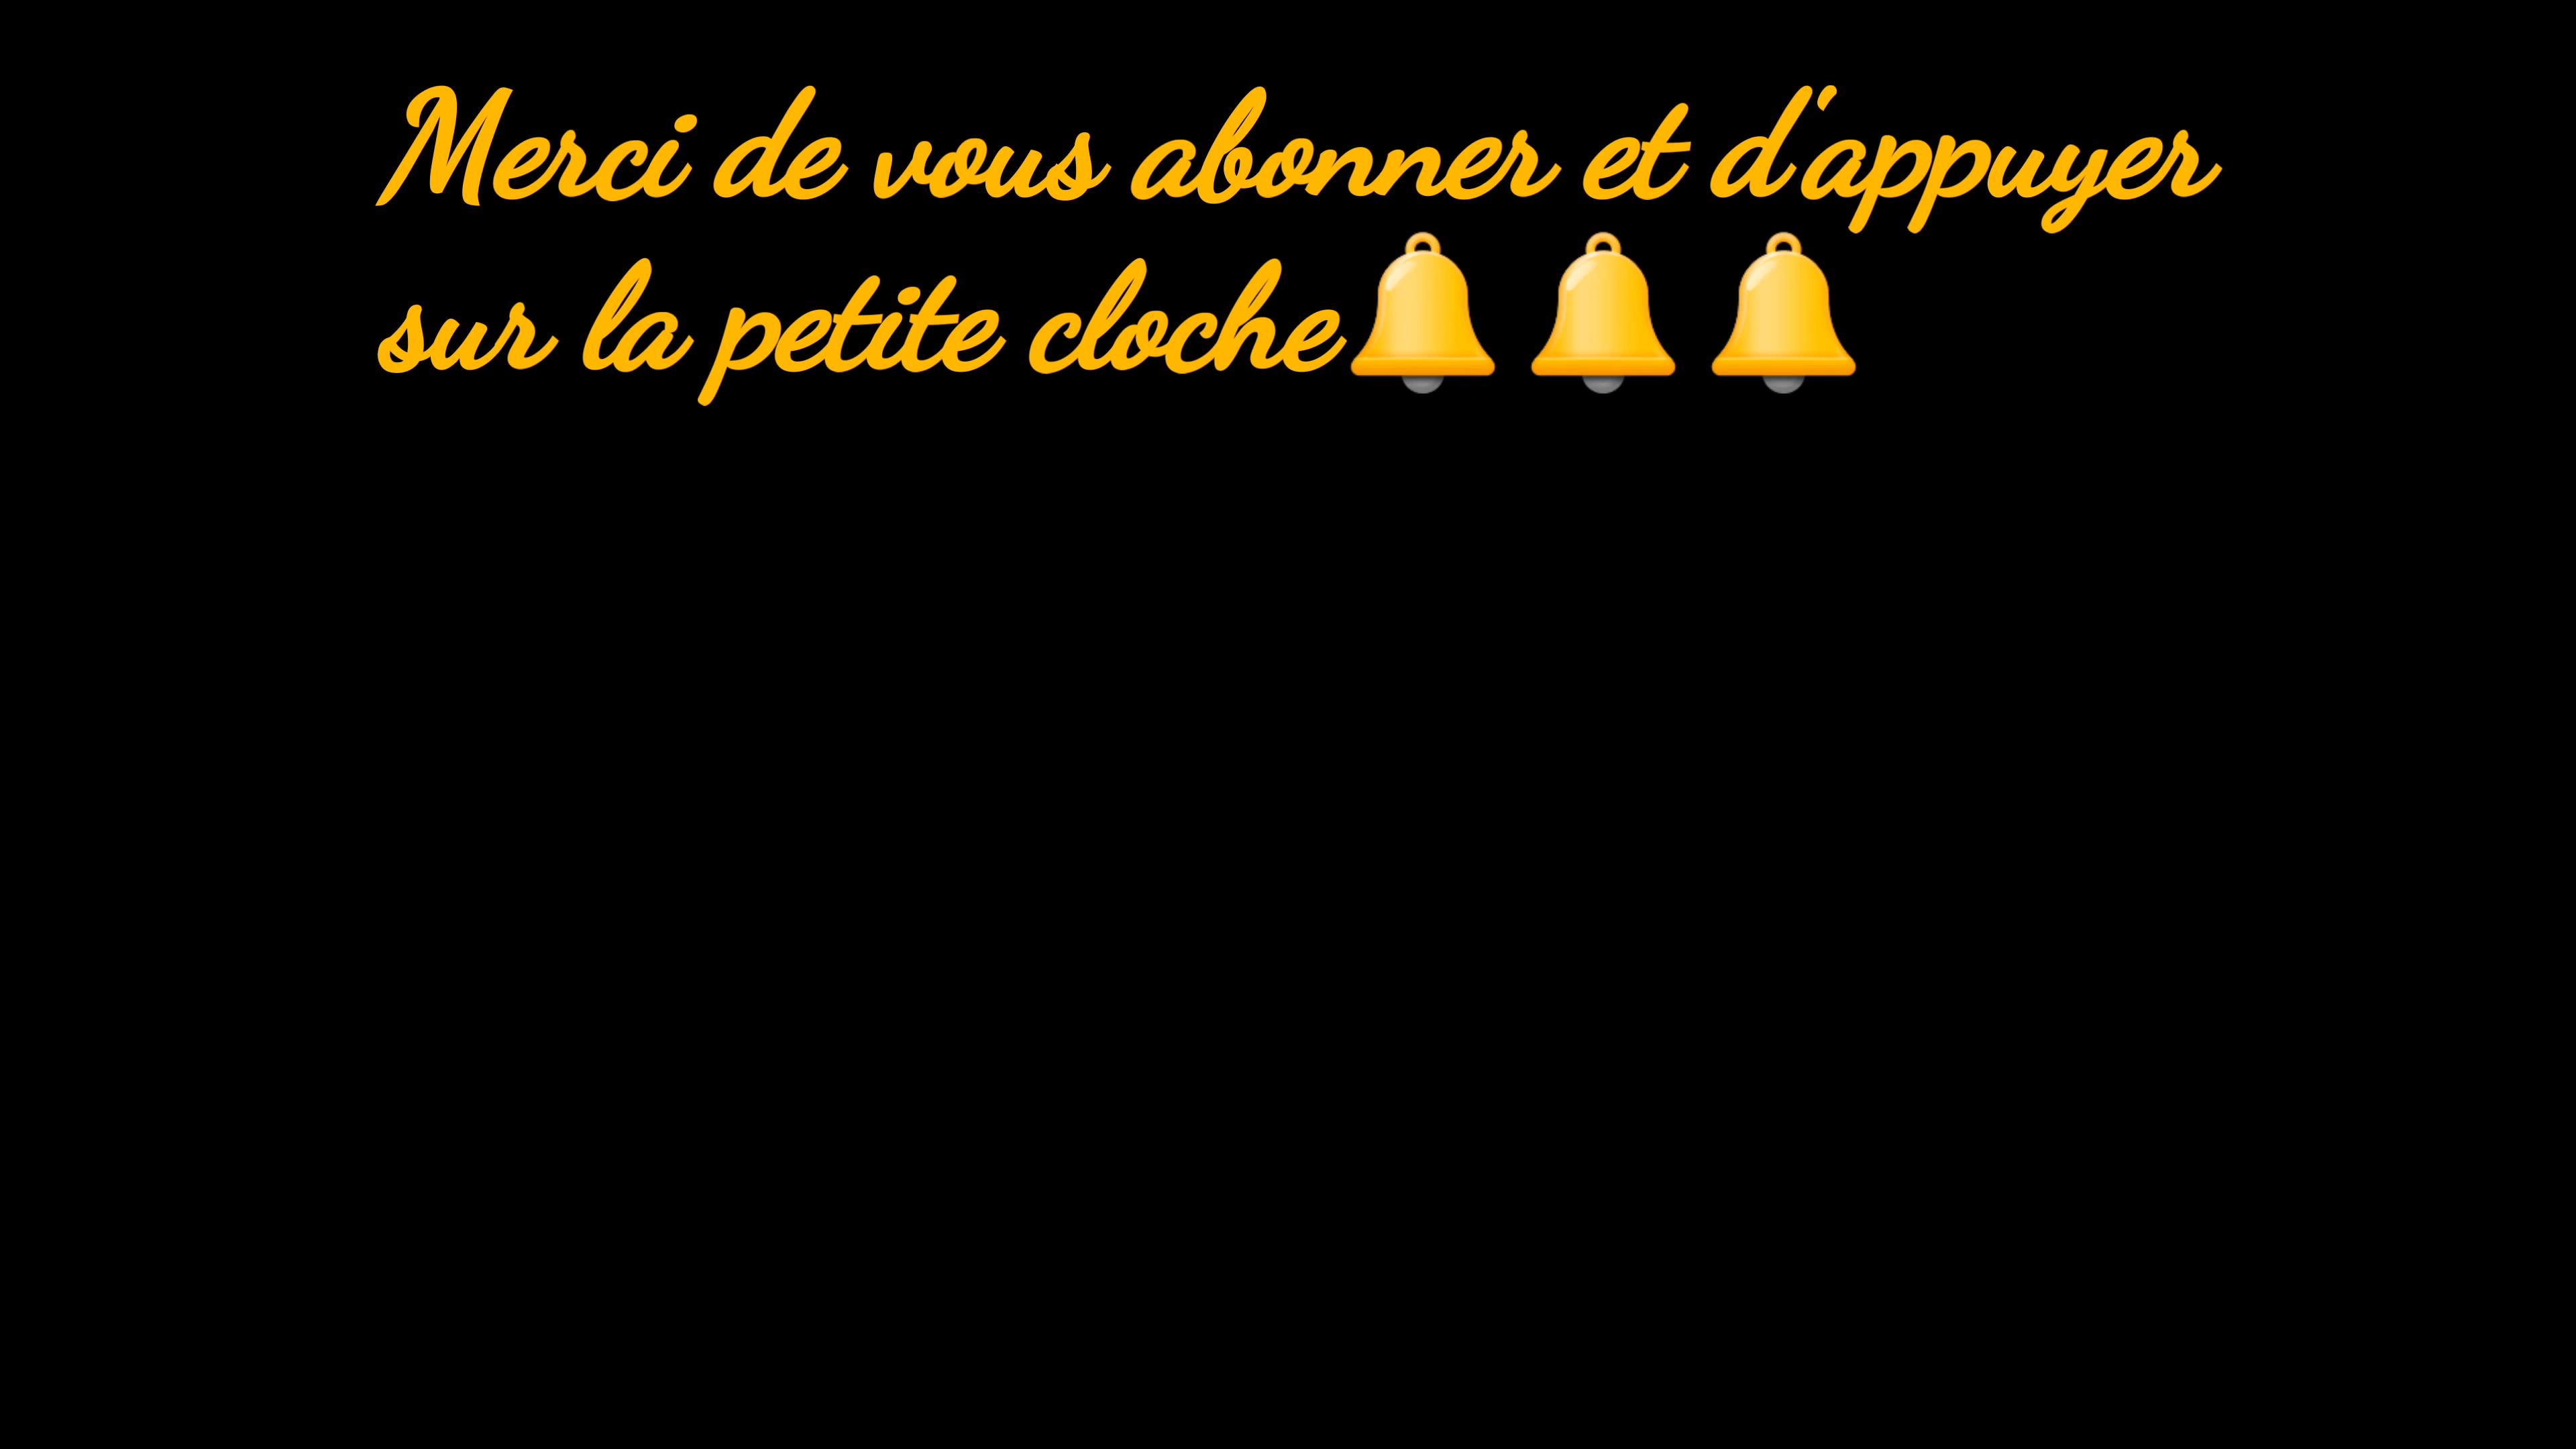 Merci de vous abonner et d'appuyer
sur la petite cloche🔔🔔🔔